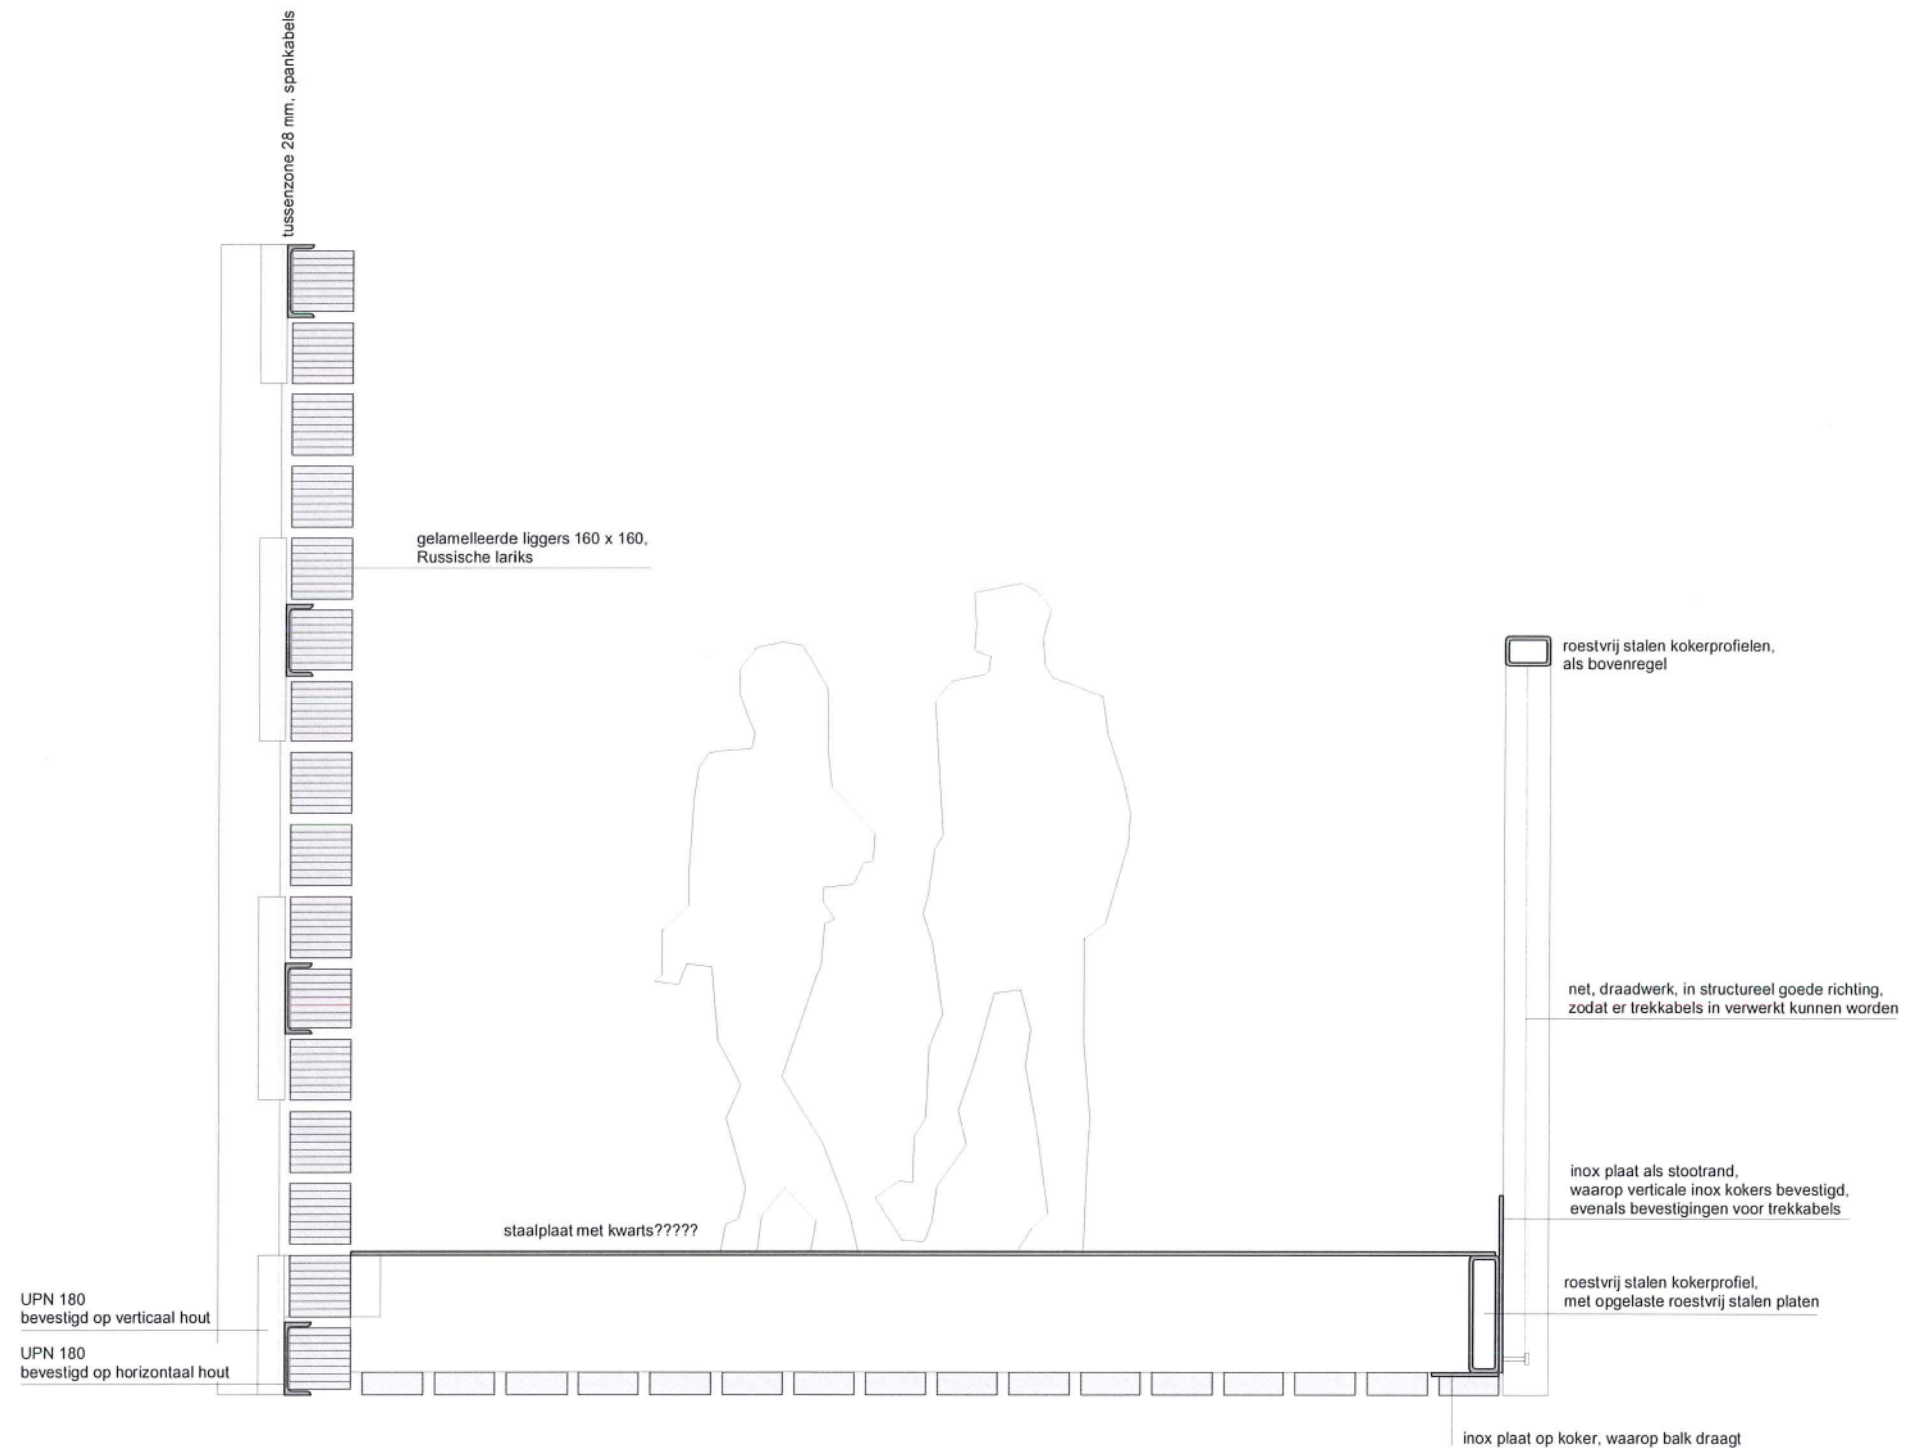 tussenzone 28 mm, spankabels
gelamelleerde liggers 160 x 160,
Russische lariks
roestvrij stalen kokerprofielen,
als bovenregel
net, draadwerk, in structureel goede richting,
zodat er trekkabels in verwerkt kunnen worden
inox plaat als stootrand,
waarop verticale inox kokers bevestigd,
evenals bevestigingen voor trekkabels
staalplaat met kwarts?????
roestvrij stalen kokerprofiel,
met opgelaste roestvrij stalen platen
UPN 180
bevestigd op verticaal hout
UPN 180
bevestigd op horizontaal hout
inox plaat op koker, waarop balk draagt